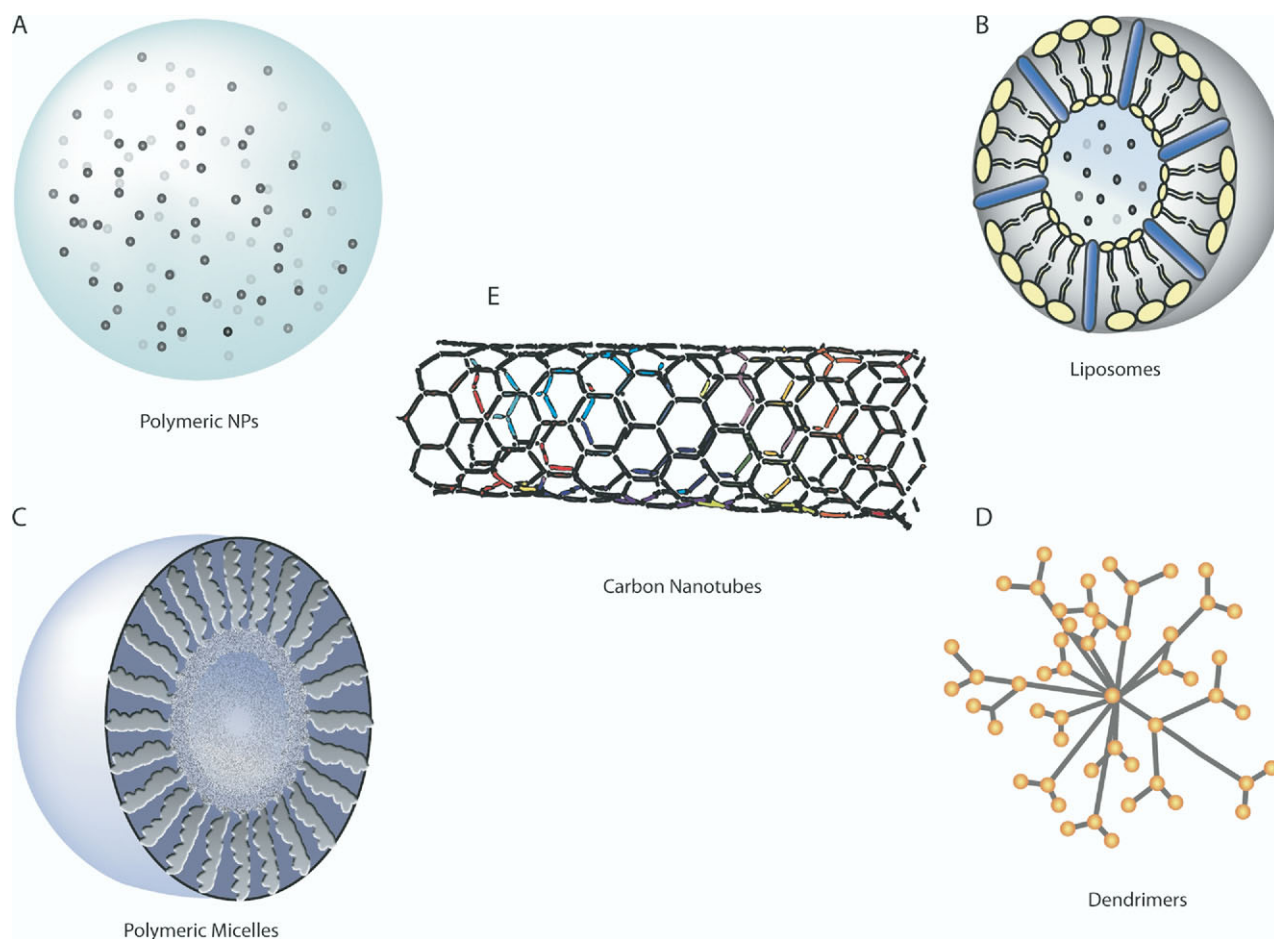 A
Polymeric NPs
B
Liposomes
E
Carbon Nanotubes
C
Polymeric Micelles
D
Dendrimers